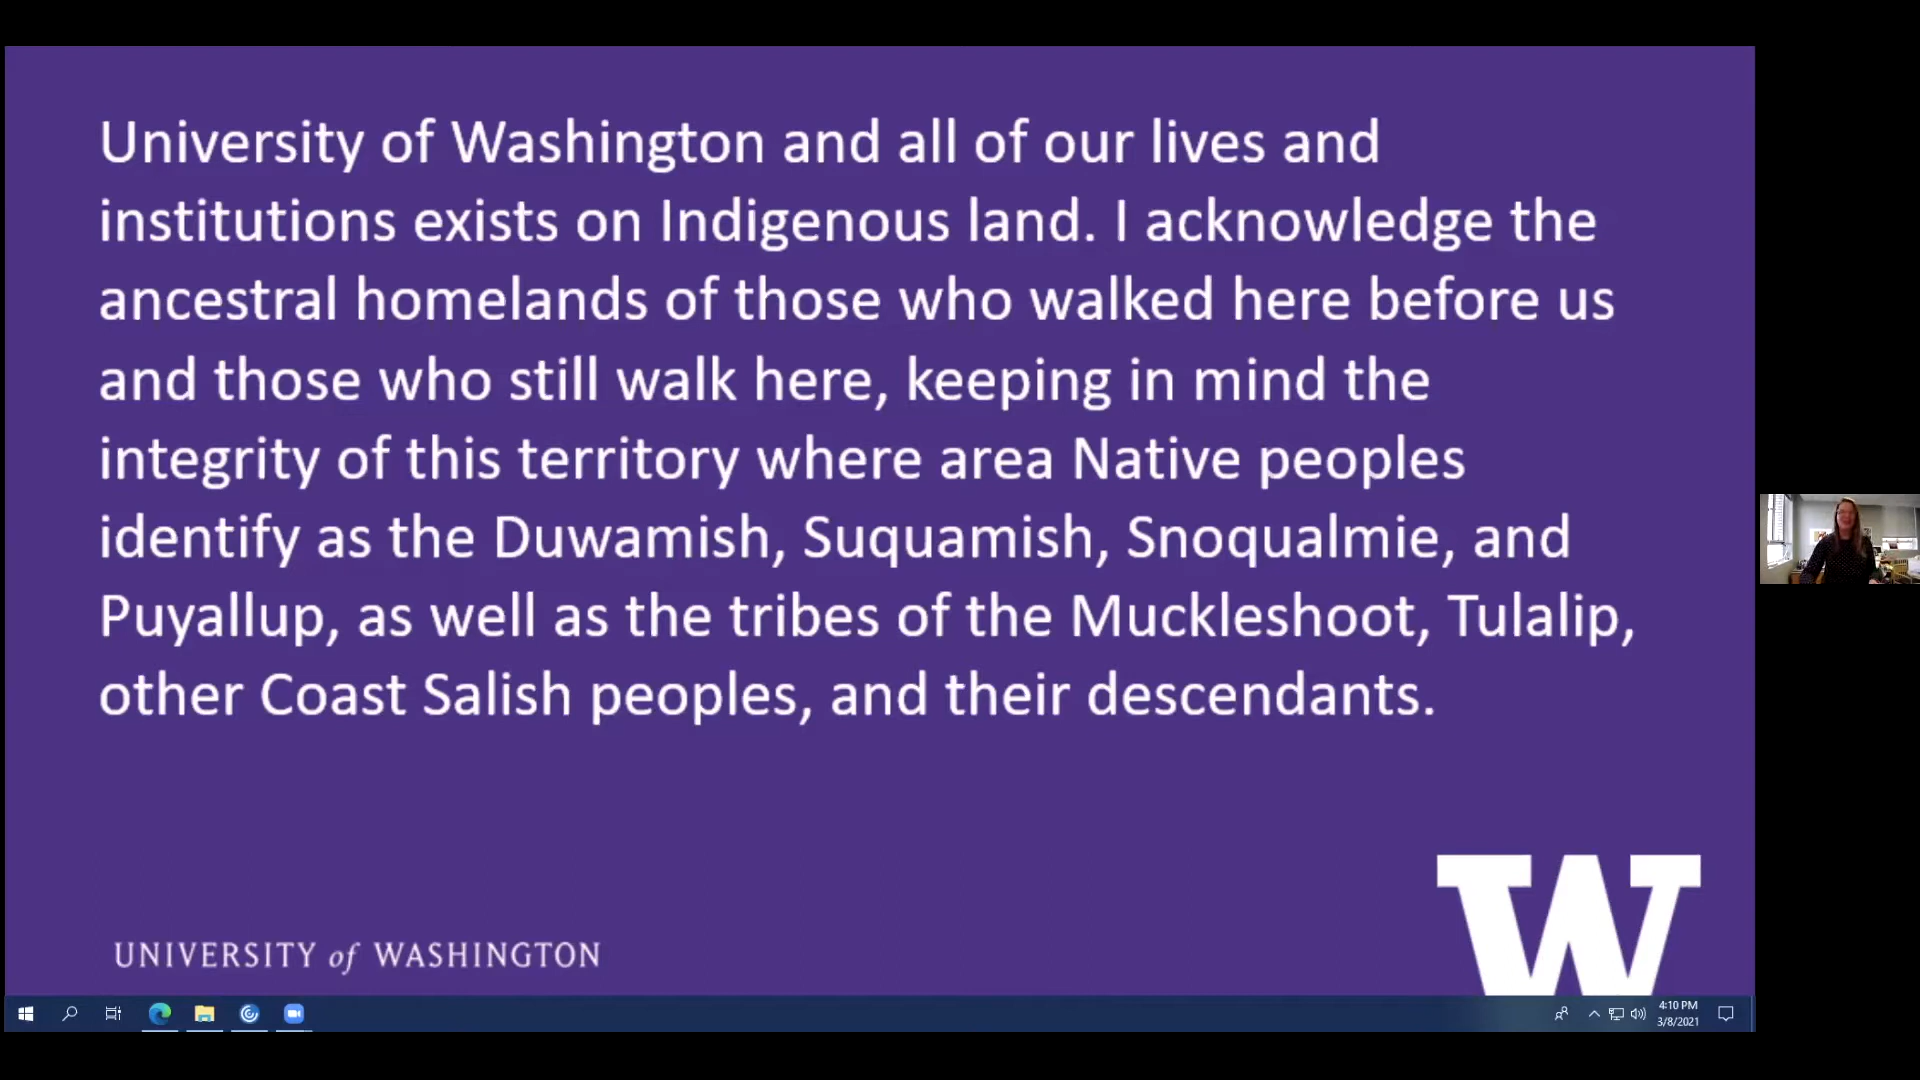 University of Washington and all of our lives and
institutions exists on Indigenous land. I acknowledge the
ancestral homelands of those who walked here before us
and those who still walk here, keeping in mind the
integrity of this territory where area Native peoples
identify as the Duwamish, Suquamish, Snoqualmie, and
Puyallup, as well as the tribes of the Muckleshoot, Tulalip,
other Coast Salish peoples, and their descendants.
W
UNIVERSITY of WASHINGTON
4:10 PM
3/8/2021